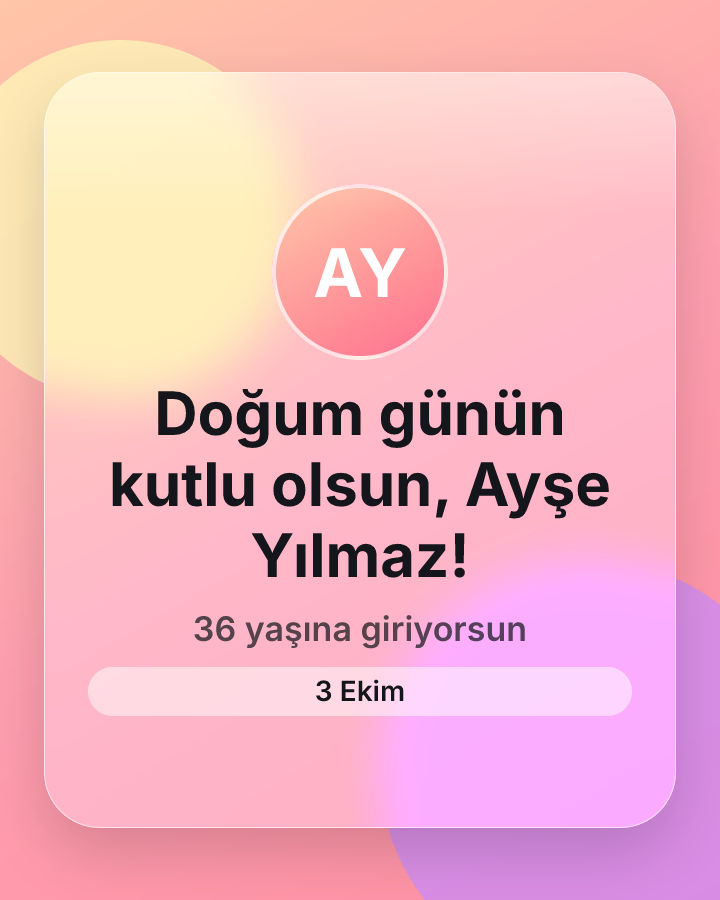 AY
Doğum günün
kutlu olsun, Ayşe
Yılmaz!
36 yaşına giriyorsun
3 Ekim